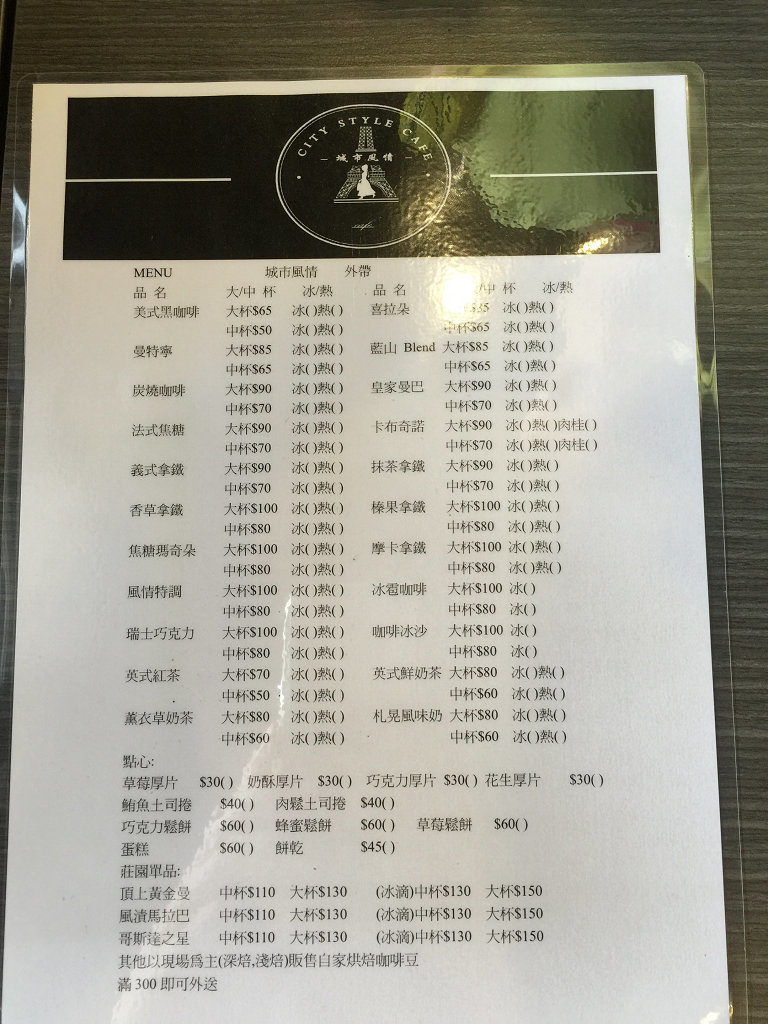 CITY STYLE CAFE
城市風情
cafe
MENU 城市風情 外帶
品 名 大/中 杯 冰/熱 品 名 /中 杯 冰/熱
美式黑咖啡 大杯$65 冰( )熱( ) 喜拉朵 冰( )熱( )
中杯$50 冰( )熱( ) 中杯$65 冰( )熱( )
曼特寧 大杯$85 冰( )熱( ) 藍山 Blend 大杯$85 冰( )熱( )
中杯$65 冰( )熱( ) 中杯$65 冰( )熱( )
炭燒咖啡 大杯$90 冰( )熱( ) 皇家曼巴 大杯$90 冰( )熱( )
中杯$70 冰( )熱( ) 中杯$70 冰( )熱( )
法式焦糖 大杯$90 冰( )熱( ) 卡布奇諾 大杯$90 冰( )熱( )肉桂( )
中杯$70 冰( )熱( ) 中杯$70 冰( )熱( )肉桂( )
義式拿鐵 大杯$90 冰( )熱( ) 抹茶拿鐵 大杯$90 冰( )熱( )
中杯$70 冰( )熱( ) 中杯$70 冰( )熱( )
香草拿鐵 大杯$100 冰( )熱( ) 榛果拿鐵 大杯$100 冰( )熱( )
中杯$80 冰( )熱( ) 中杯$80 冰( )熱( )
焦糖瑪奇朵 大杯$100 冰( )熱( ) 摩卡拿鐵 大杯$100 冰( )熱( )
中杯$80 冰( )熱( ) 中杯$80 冰( )熱( )
風情特調 大杯$100 冰( )熱( ) 冰雹咖啡 大杯$100 冰( )
中杯$80 冰( )熱( ) 中杯$80 冰( )
瑞士巧克力 大杯$100 冰( )熱( ) 咖啡冰沙 大杯$100 冰( )
中杯$80 冰( )熱( ) 中杯$80 冰( )
英式紅茶 大杯$70 冰( )熱( ) 英式鮮奶茶 大杯$80 冰( )熱( )
中杯$50 冰( )熱( ) 中杯$60 冰( )熱( )
薰衣草奶茶 大杯$80 冰( )熱( ) 札晃風味奶 大杯$80 冰( )熱( )
中杯$60 冰( )熱( ) 中杯$60 冰( )熱( )
點心:
草莓厚片 $30( ) 奶酥厚片 $30( ) 巧克力厚片 $30( ) 花生厚片 $30( )
鮪魚土司捲 $40( ) 肉鬆土司捲 $40( )
巧克力鬆餅 $60( ) 蜂蜜鬆餅 $60( ) 草莓鬆餅 $60( )
蛋糕 $60( ) 餅乾 $45( )
莊園單品:
頂上黃金曼 中杯$110 大杯$130 (冰滴)中杯$130 大杯$150
風漬馬拉巴 中杯$110 大杯$130 (冰滴)中杯$130 大杯$150
哥斯達之星 中杯$110 大杯$130 (冰滴)中杯$130 大杯$150
其他以現場爲主(深焙,淺焙)販售自家烘焙咖啡豆
滿 300 即可外送